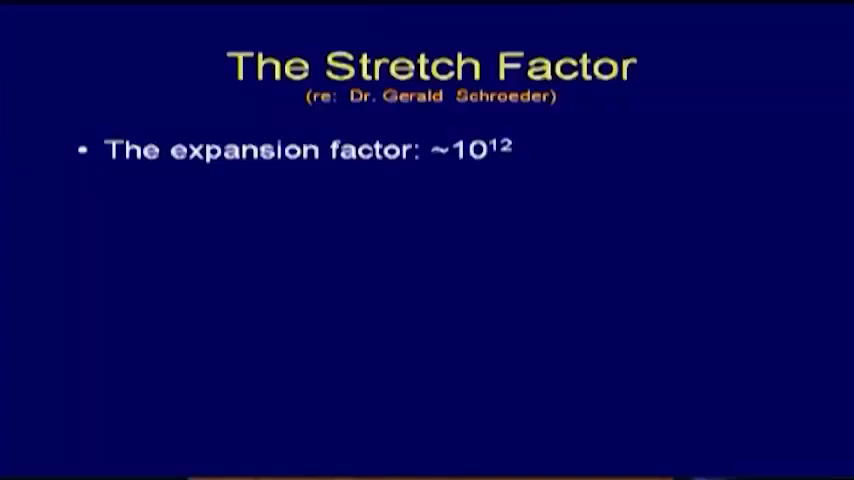 The Stretch Factor
(re: Dr. Gerald Schroeder)
• The expansion factor: ~10¹²